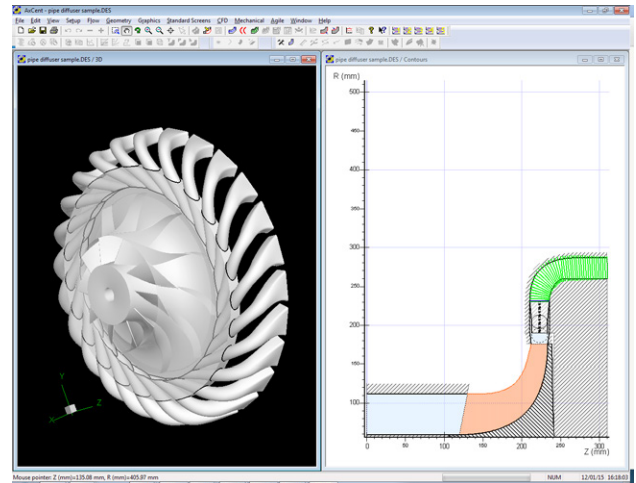 AxCent - pipe diffuser sample.DES
File Edit View Setup Flow Geometry Graphics Standard Screens CFD Mechanical Agile Window Help
pipe diffuser sample.DES / 3D
pipe diffuser sample.DES / Contours
R (mm)
500
450
400
350
300
250
200
150
100
0 50 100 150 200 250 300
Z (mm)
Y
X
Z
Mouse pointer: Z (mm)=135.08 mm, R (mm)=403.87 mm NUM 12/01/15 16:18:03